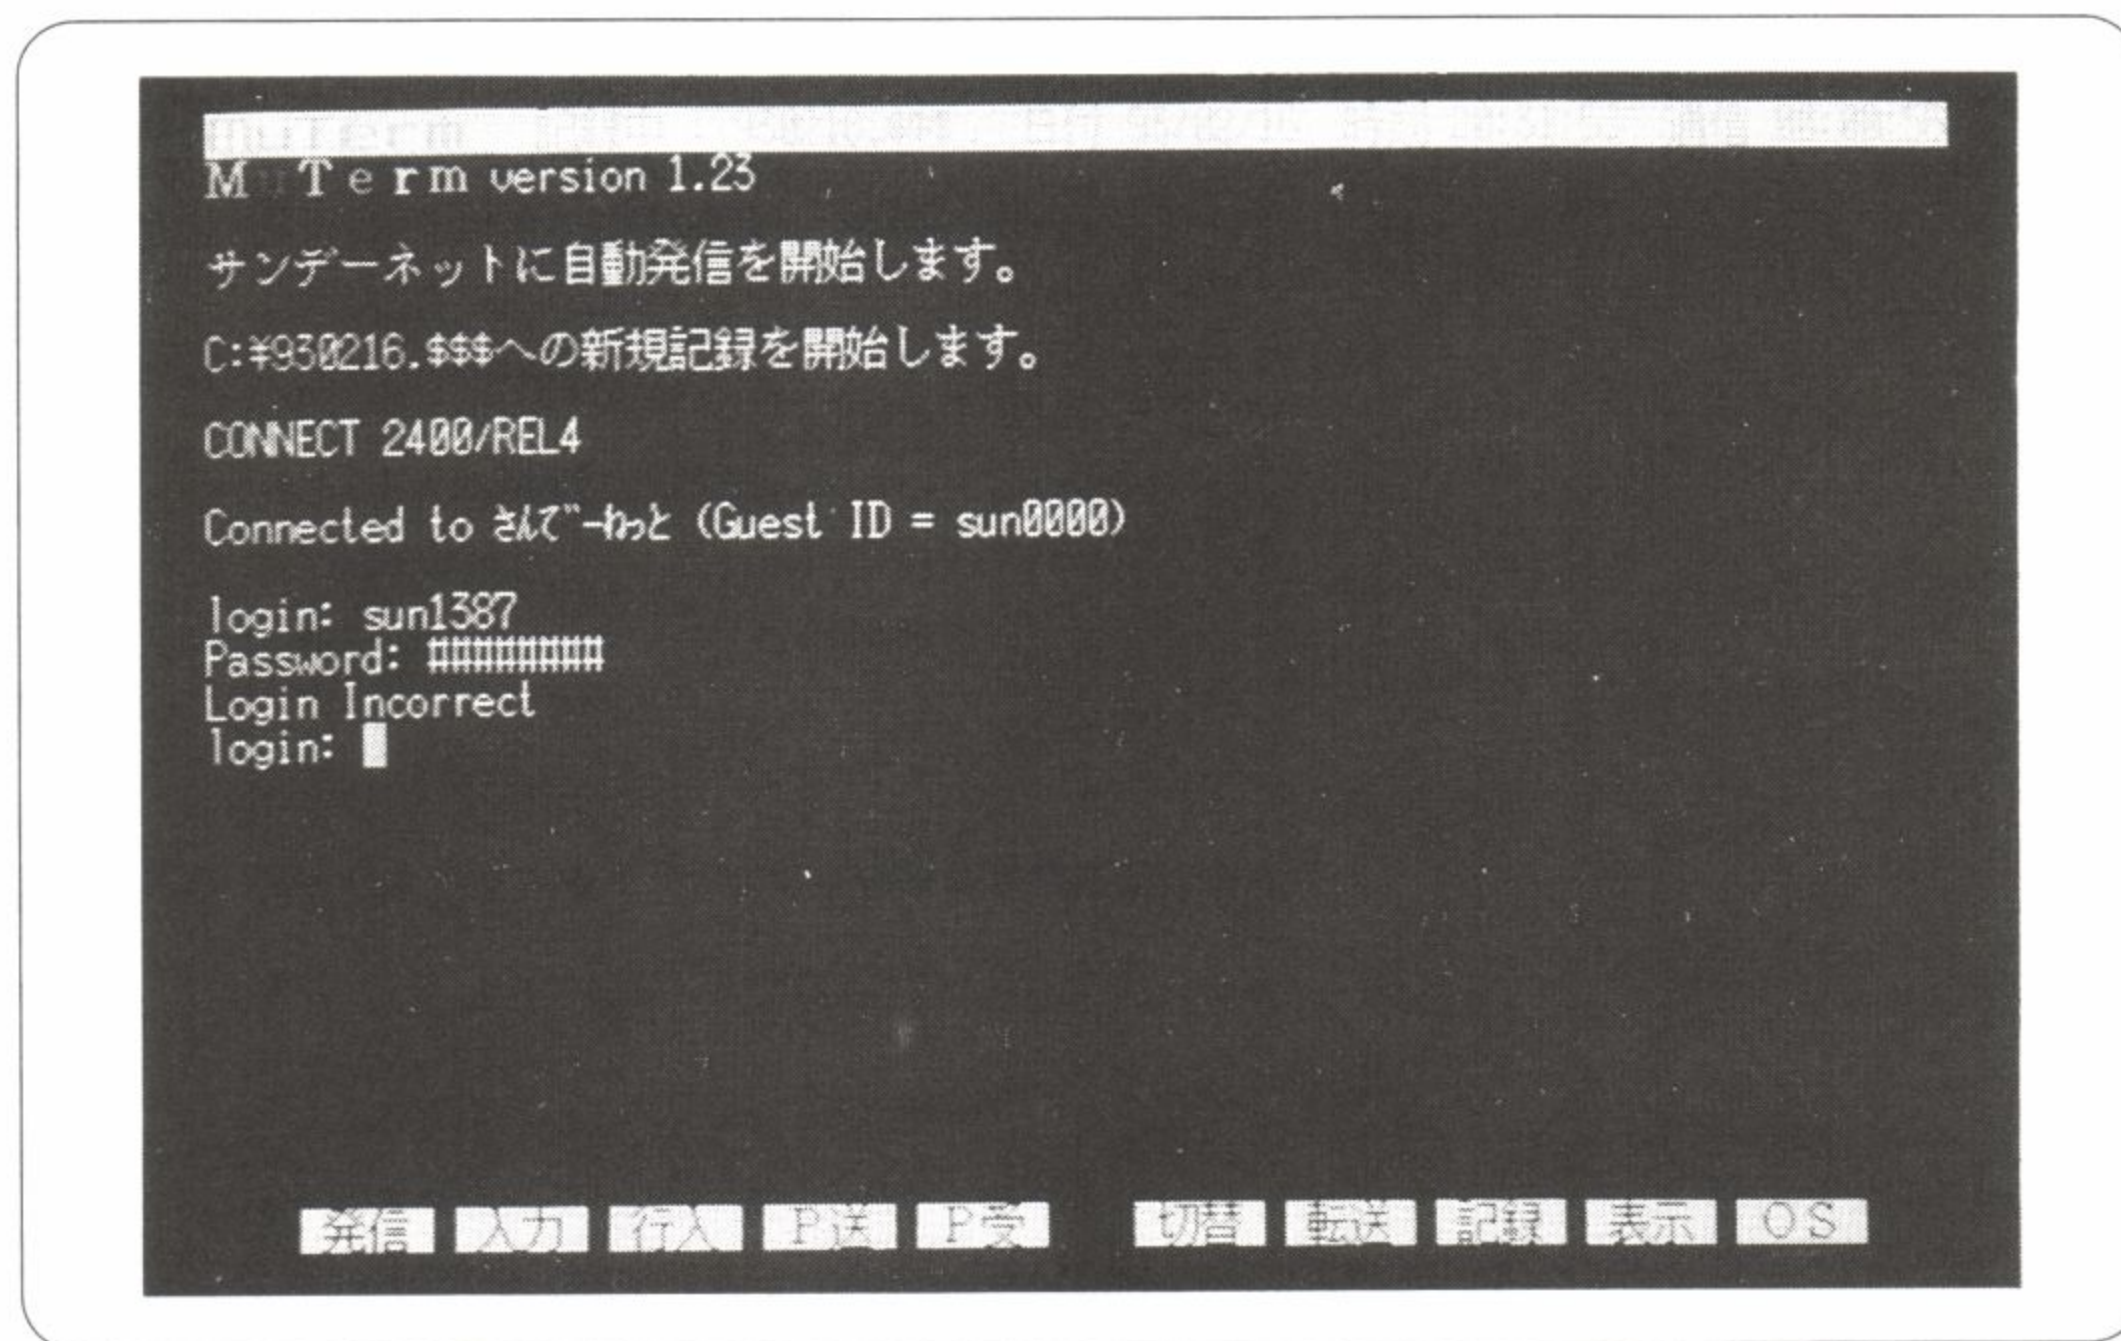 MuTerm version 1.23
サンデーネットに自動発信を開始します。
C:¥930216.$$$への新規記録を開始します。
CONNECT 2400/REL4
Connected to さんでーねっと (Guest ID = sun0000)
login: sun1387
Password: ########
Login Incorrect
login:
発信 入力 行入 P送 P受 切替 転送 記録 表示 OS